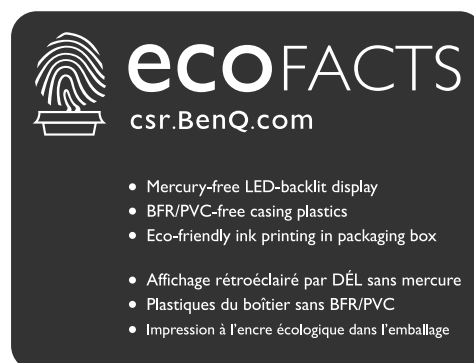 ecoFACTS
csr.BenQ.com
• Mercury-free LED-backlit display
• BFR/PVC-free casing plastics
• Eco-friendly ink printing in packaging box
• Affichage rétroéclairé par DÉL sans mercure
• Plastiques du boîtier sans BFR/PVC
• Impression à l'encre écologique dans l'emballage